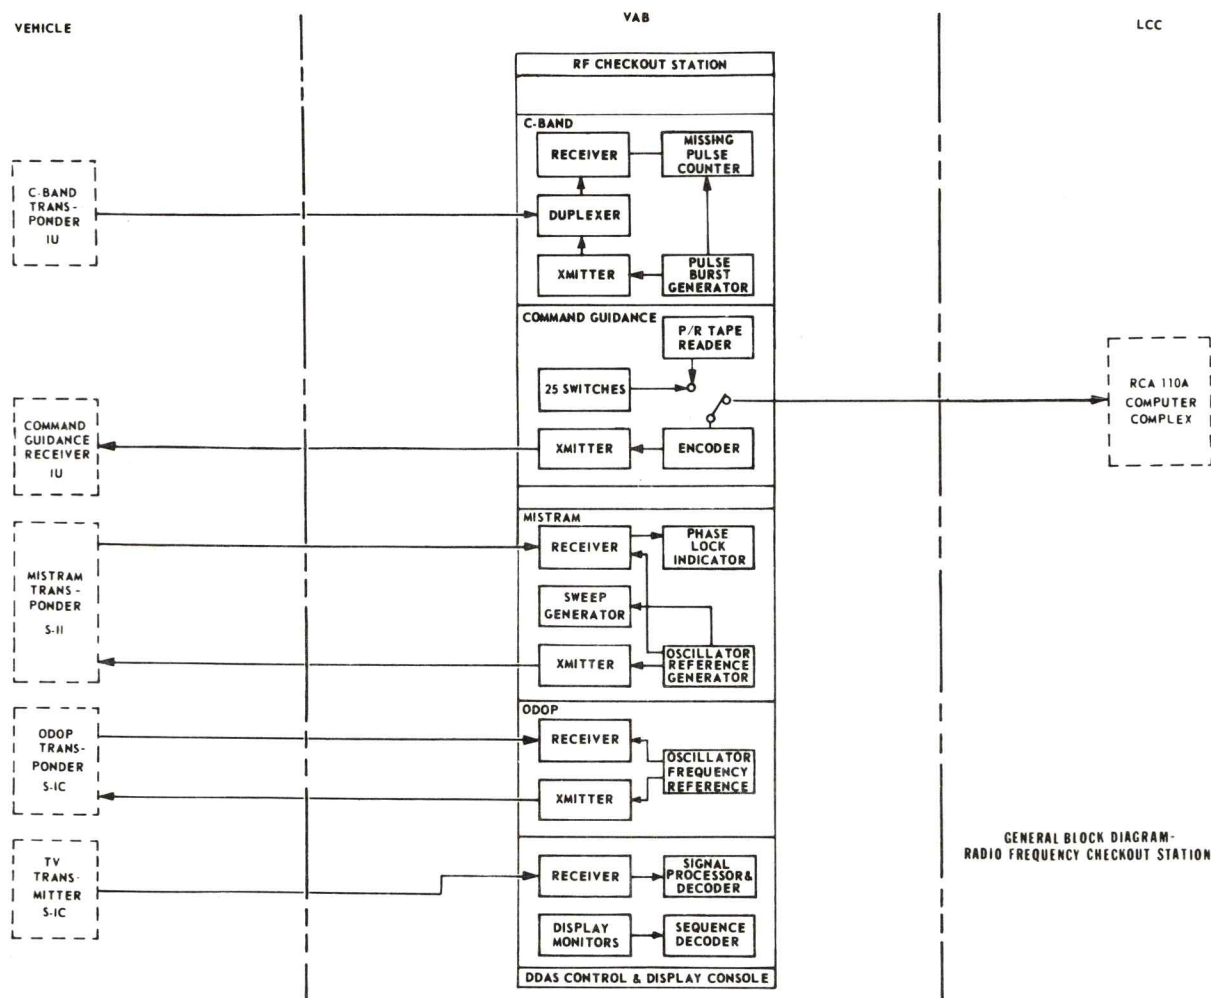 VEHICLE
VAB
LCC
RF CHECKOUT STATION
C-BAND
RECEIVER
MISSING
PULSE
COUNTER
C-BAND
TRANS-
PONDER
IU
DUPLEXER
XMITTER
PULSE
BURST
GENERATOR
COMMAND GUIDANCE
P/R TAPE
READER
25 SWITCHES
RCA 110A
COMPUTER
COMPLEX
COMMAND
GUIDANCE
RECEIVER
IU
XMITTER
ENCODER
MISTRAM
RECEIVER
PHASE
LOCK
INDICATOR
MISTRAM
TRANS-
PONDER
S-II
SWEEP
GENERATOR
XMITTER
OSCILLATOR
REFERENCE
GENERATOR
ODOP
RECEIVER
ODOP
TRANS-
PONDER
S-IC
OSCILLATOR
FREQUENCY
REFERENCE
XMITTER
TV
TRANS-
MITTER
S-IC
RECEIVER
SIGNAL
PROCESSOR&
DECODER
DISPLAY
MONITORS
SEQUENCE
DECODER
DDAS CONTROL & DISPLAY CONSOLE
GENERAL BLOCK DIAGRAM-
RADIO FREQUENCY CHECKOUT STATION